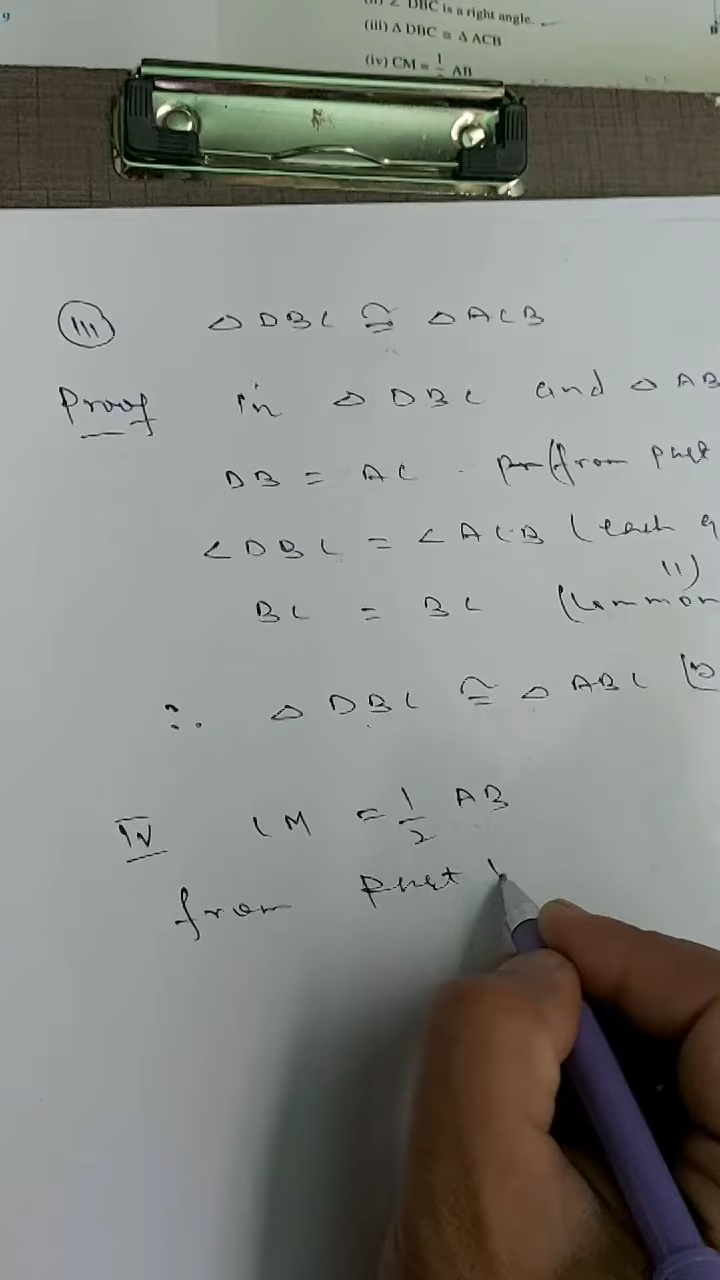 9
(ii) ∠ DBC is a right angle.
(iii) Δ DBC ≅ Δ ACB
(iv) CM = 1/2 AB
(III) Δ DBC ≅ Δ ACB
Proof in Δ DBC and Δ AB
DB = AC from part
∠DBC = ∠ACB (each
II)
BC = BC (common
∴ Δ DBC ≅ Δ ABC
IV CM = 1/2 AB
from part